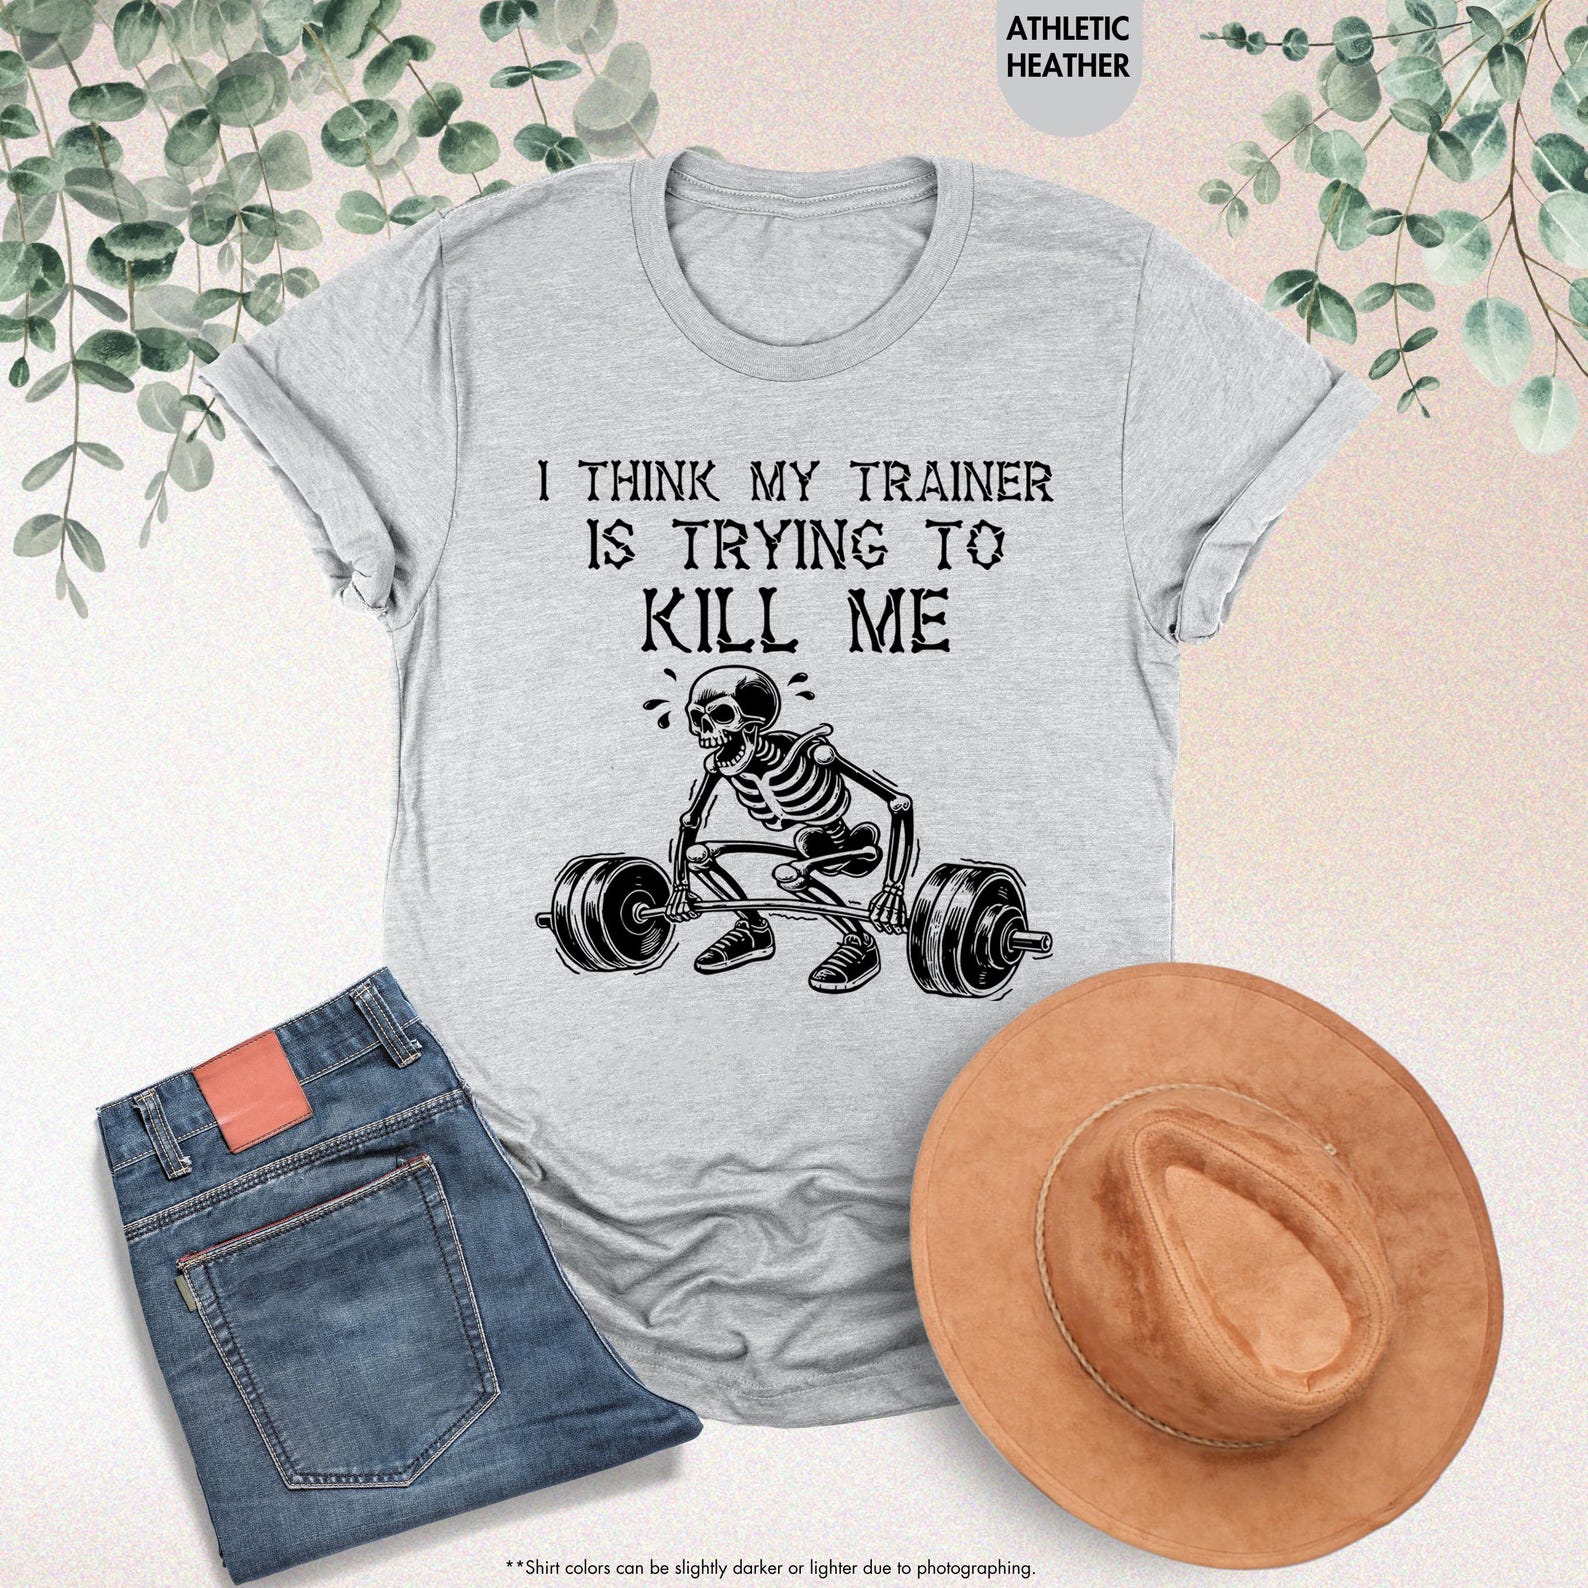 ATHLETIC
HEATHER
I THINK MY TRAINER
IS TRYING TO
KILL ME
**Shirt colors can be slightly darker or lighter due to photographing.